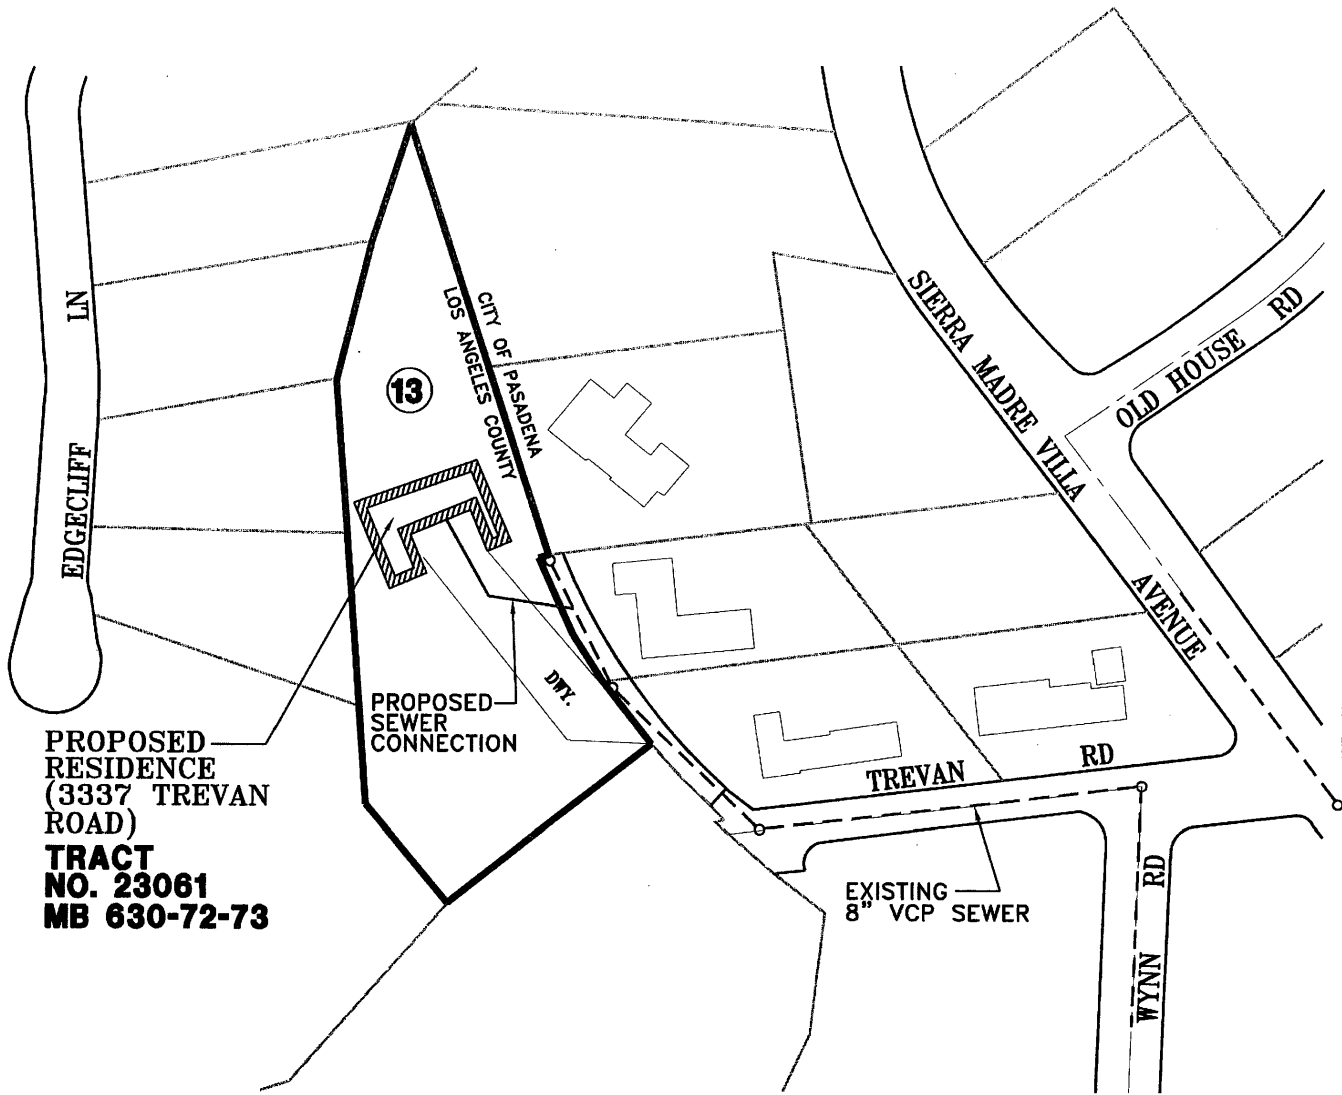 EDGECLIFF LN
CITY OF PASADENA
LOS ANGELES COUNTY
13
SIERRA MADRE VILLA AVENUE
OLD HOUSE RD
DWY.
PROPOSED
SEWER
CONNECTION
PROPOSED
RESIDENCE
(3337 TREVAN
ROAD)
TRACT
NO. 23061
MB 630-72-73
TREVAN RD
EXISTING
8" VCP SEWER
WYNN RD